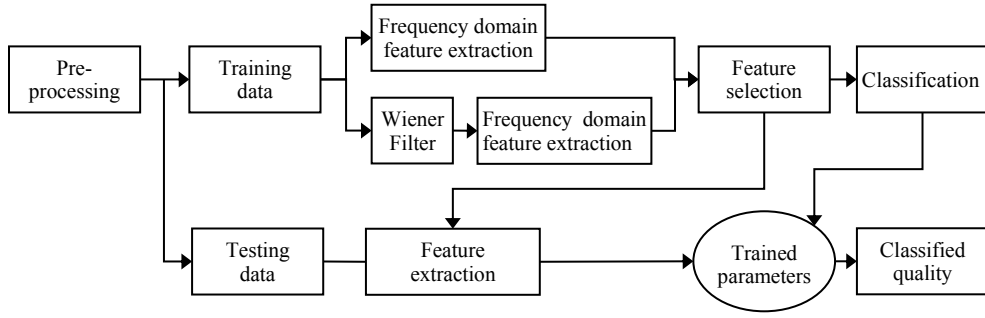 Pre-
processing
Training
data
Frequency domain
feature extraction
Wiener
Filter
Frequency domain
feature extraction
Feature
selection
Classification
Testing
data
Feature
extraction
Trained
parameters
Classified
quality